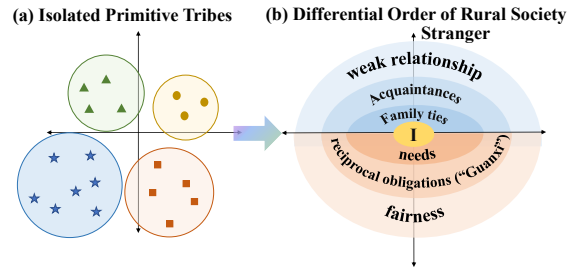 (a) Isolated Primitive Tribes
(b) Differential Order of Rural Society
Stranger
weak relationship
Acquaintances
Family ties
I
needs
reciprocal obligations (“Guanxi”)
fairness